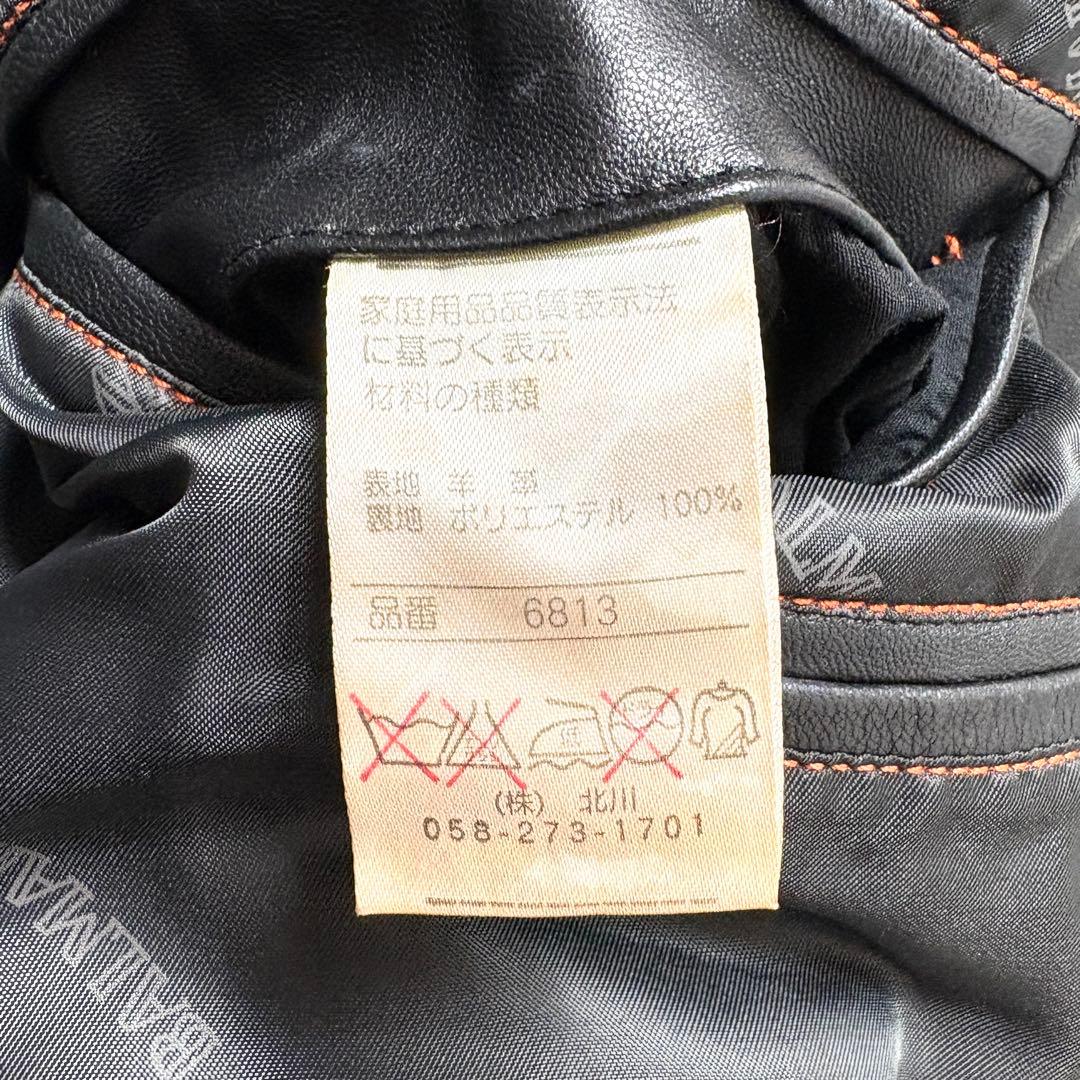 家庭用品品質表示法
に基づく表示
材料の種類
表地 羊 革
裏地 ポリエステル 100%
品番 6813
低
(株) 北川
058-273-1701
BAILMA